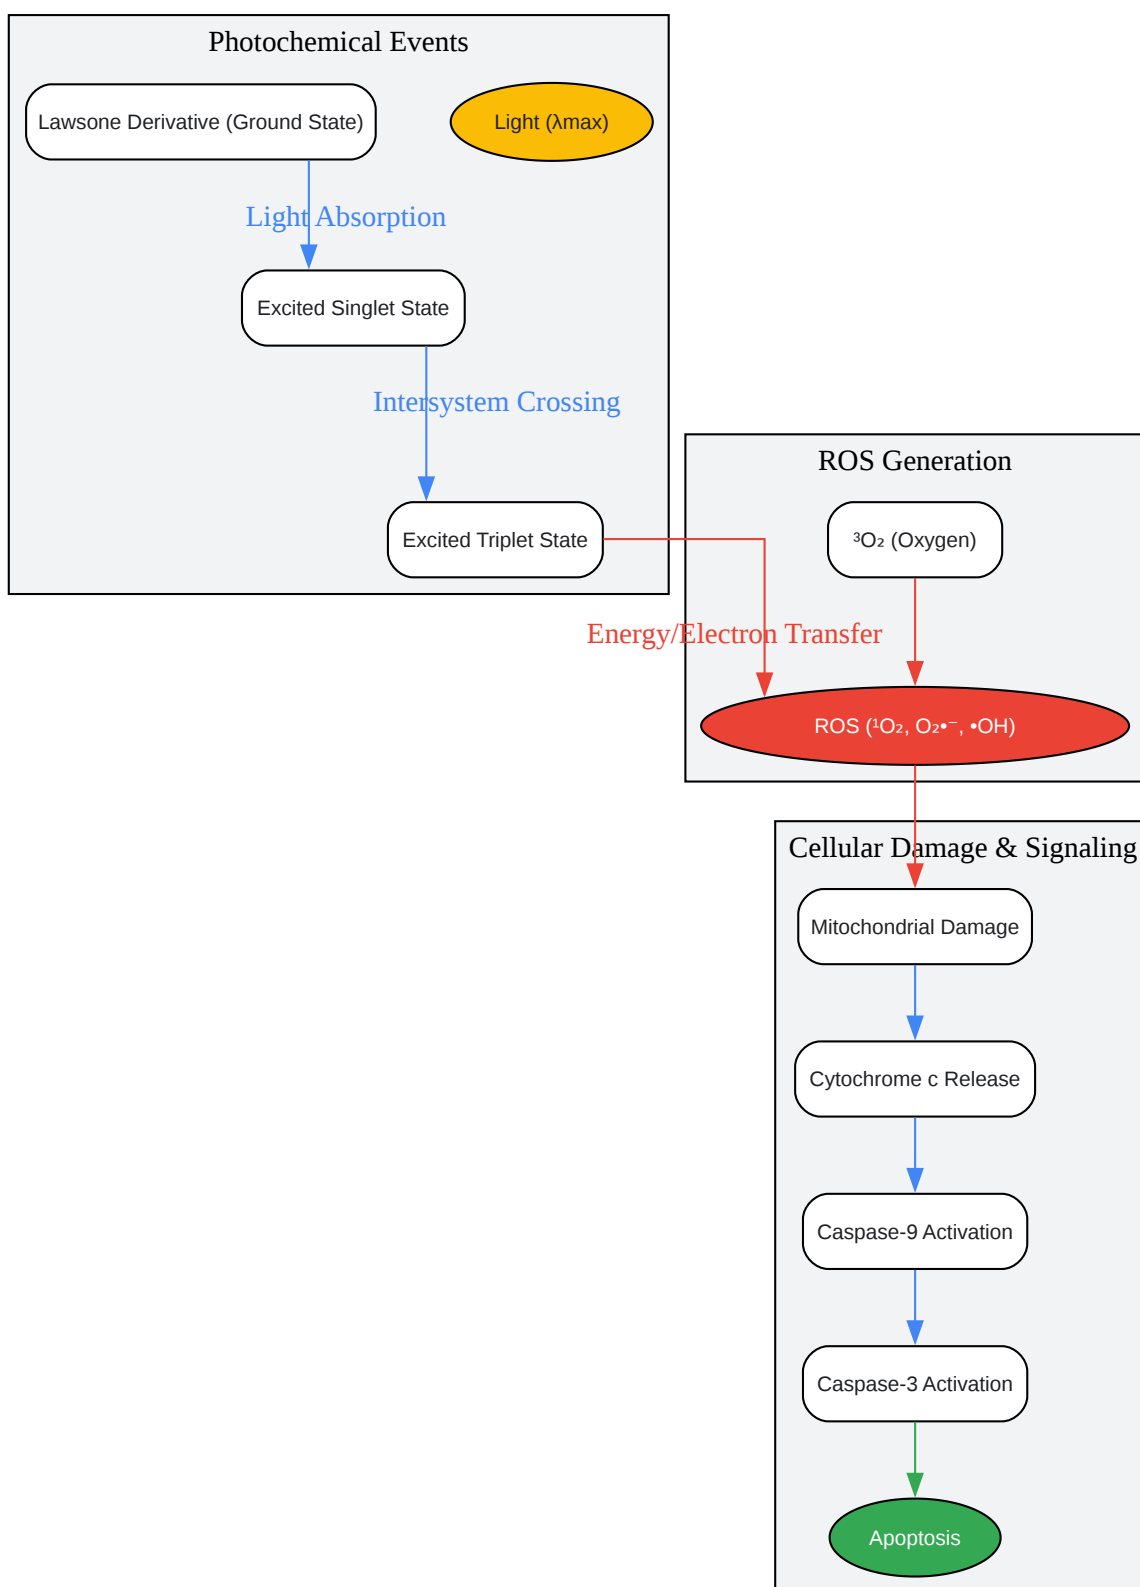 Photochemical Events
Lawsone Derivative (Ground State)
Light (λmax)
Light Absorption
Excited Singlet State
Intersystem Crossing
Excited Triplet State
ROS Generation
³O₂ (Oxygen)
Energy/Electron Transfer
ROS (¹O₂, O₂•⁻, •OH)
Cellular Damage & Signaling
Mitochondrial Damage
Cytochrome c Release
Caspase-9 Activation
Caspase-3 Activation
Apoptosis